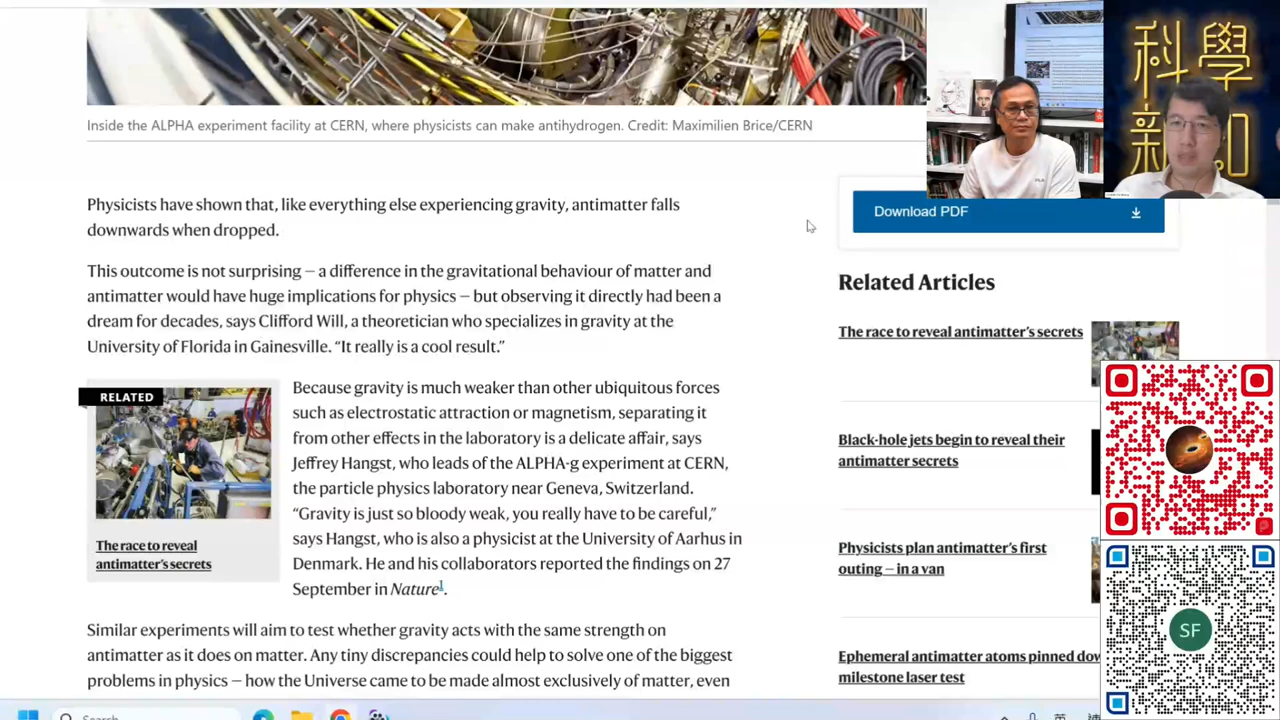 Inside the ALPHA experiment facility at CERN, where physicists can make antihydrogen. Credit: Maximilien Brice/CERN
科學
新知
Physicists have shown that, like everything else experiencing gravity, antimatter falls
downwards when dropped.
This outcome is not surprising — a difference in the gravitational behaviour of matter and
antimatter would have huge implications for physics — but observing it directly had been a
dream for decades, says Clifford Will, a theoretician who specializes in gravity at the
University of Florida in Gainesville. “It really is a cool result.”
RELATED
The race to reveal
antimatter’s secrets
Because gravity is much weaker than other ubiquitous forces
such as electrostatic attraction or magnetism, separating it
from other effects in the laboratory is a delicate affair, says
Jeffrey Hangst, who leads of the ALPHA-g experiment at CERN,
the particle physics laboratory near Geneva, Switzerland.
“Gravity is just so bloody weak, you really have to be careful,”
says Hangst, who is also a physicist at the University of Aarhus in
Denmark. He and his collaborators reported the findings on 27
September in Nature1.
Similar experiments will aim to test whether gravity acts with the same strength on
antimatter as it does on matter. Any tiny discrepancies could help to solve one of the biggest
problems in physics — how the Universe came to be made almost exclusively of matter, even
Download PDF
Related Articles
The race to reveal antimatter’s secrets
Black-hole jets begin to reveal their
antimatter secrets
Physicists plan antimatter’s first
outing — in a van
Ephemeral antimatter atoms pinned dow
milestone laser test
SF
Search